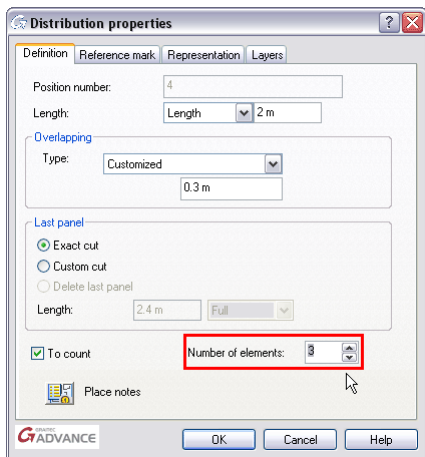 Distribution properties
Definition Reference mark Representation Layers
Position number: 4
Length: Length 2 m
Overlapping
Type: Customized
0.3 m
Last panel
Exact cut
Custom cut
Delete last panel
Length: 2.4 m Full
To count Number of elements: 3
Place notes
GRAITEC
ADVANCE OK Cancel Help